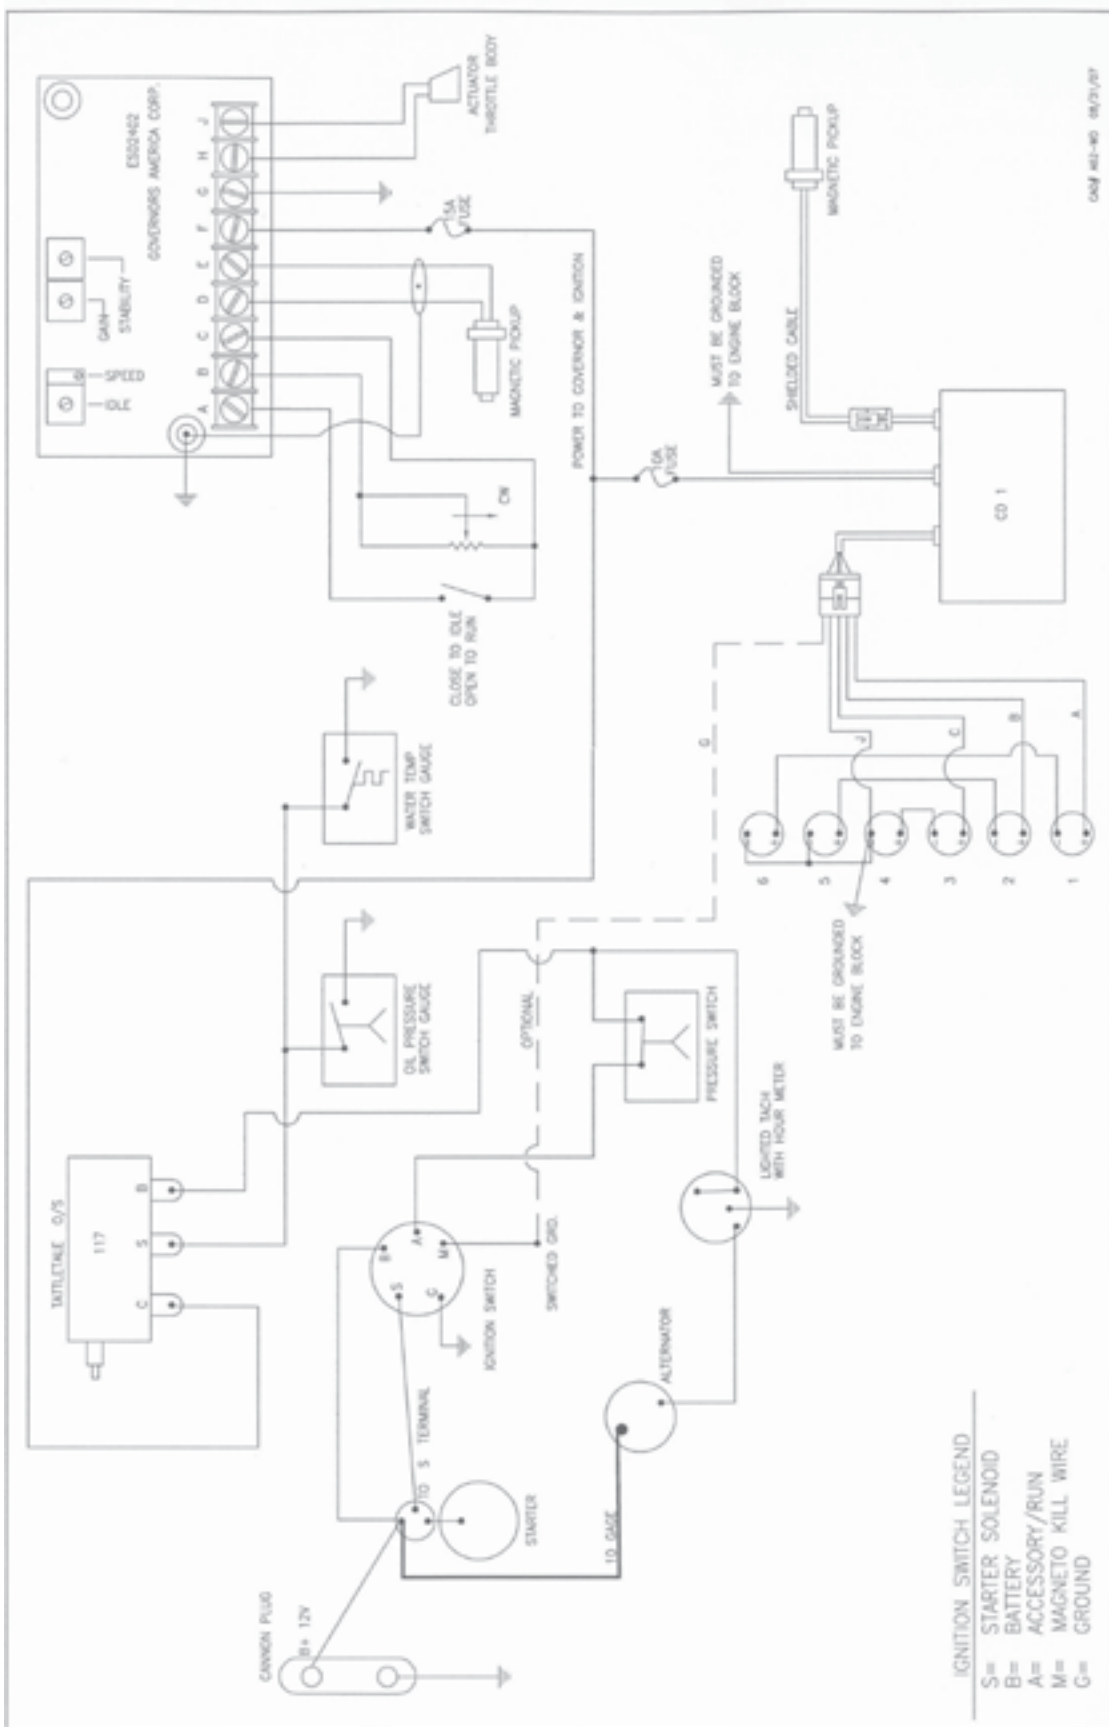 ESD2402
GOVERNORS AMERICA CORP.
GAIN
STABILITY
SPEED
IDLE
A
B
C
D
E
F
G
H
J
ACTUATOR
THROTTLE BODY
15A
FUSE
MAGNETIC PICKUP
CW
CLOSE TO IDLE
OPEN TO RUN
POWER TO GOVERNOR & IGNITION
10A
FUSE
MUST BE GROUNDED
TO ENGINE BLOCK
SHIELDED CABLE
MAGNETIC PICKUP
CD 1
WATER TEMP
SWITCH GAUGE
OIL PRESSURE
SWITCH GAUGE
TATTLETALE O/S
117
C
S
B
G
OPTIONAL
SWITCHED GRD.
J
C
B
A
6
5
4
3
2
1
MUST BE GROUNDED
TO ENGINE BLOCK
PRESSURE SWITCH
LIGHTED TACH
WITH HOUR METER
B
A
M
S
G
IGNITION SWITCH
ALTERNATOR
TO S TERMINAL
STARTER
10 GAGE
CANNON PLUG
B+ 12V
IGNITION SWITCH LEGEND
S= STARTER SOLENOID
B= BATTERY
A= ACCESSORY/RUN
M= MAGNETO KILL WIRE
G= GROUND